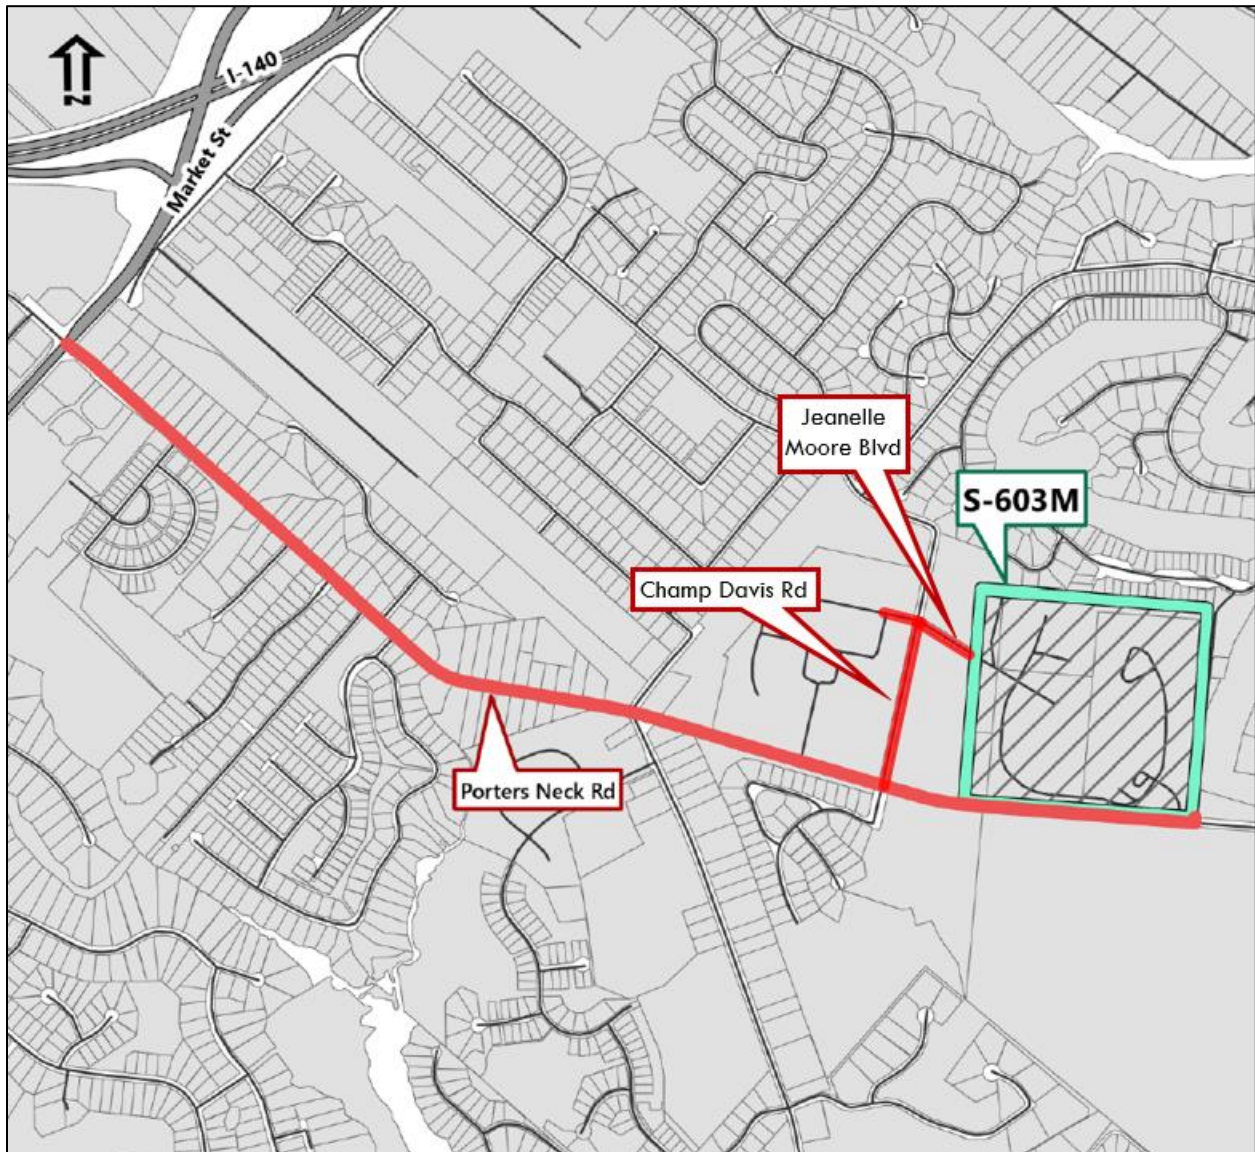 N
I-140
Market St
Jeanelle
Moore Blvd
S-603M
Champ Davis Rd
Porters Neck Rd